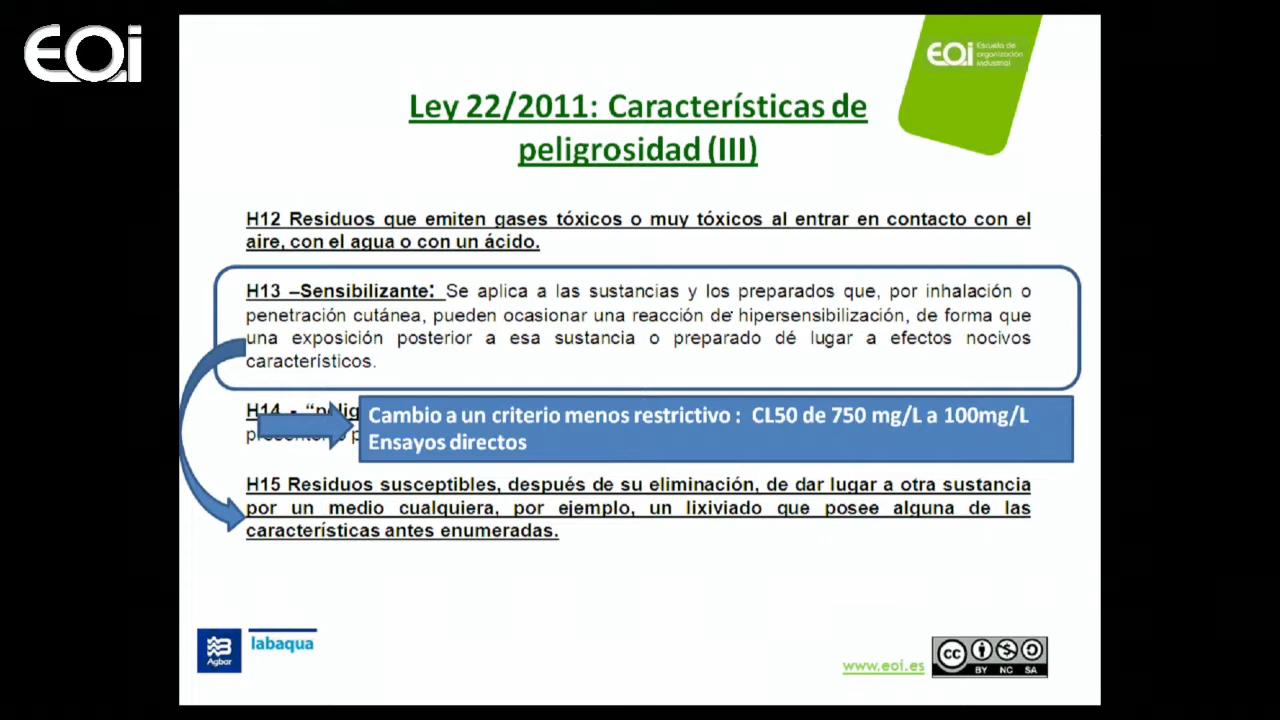 EOi
EOi Escuela de
organización
industrial
Ley 22/2011: Características de
peligrosidad (III)
H12 Residuos que emiten gases tóxicos o muy tóxicos al entrar en contacto con el
aire, con el agua o con un ácido.
H13 –Sensibilizante: Se aplica a las sustancias y los preparados que, por inhalación o
penetración cutánea, pueden ocasionar una reacción de hipersensibilización, de forma que
una exposición posterior a esa sustancia o preparado dé lugar a efectos nocivos
característicos.
H14 - “
Cambio a un criterio menos restrictivo : CL50 de 750 mg/L a 100mg/L
Ensayos directos
H15 Residuos susceptibles, después de su eliminación, de dar lugar a otra sustancia
por un medio cualquiera, por ejemplo, un lixiviado que posee alguna de las
características antes enumeradas.
Agbar
labaqua
www.eoi.es
cc BY NC SA